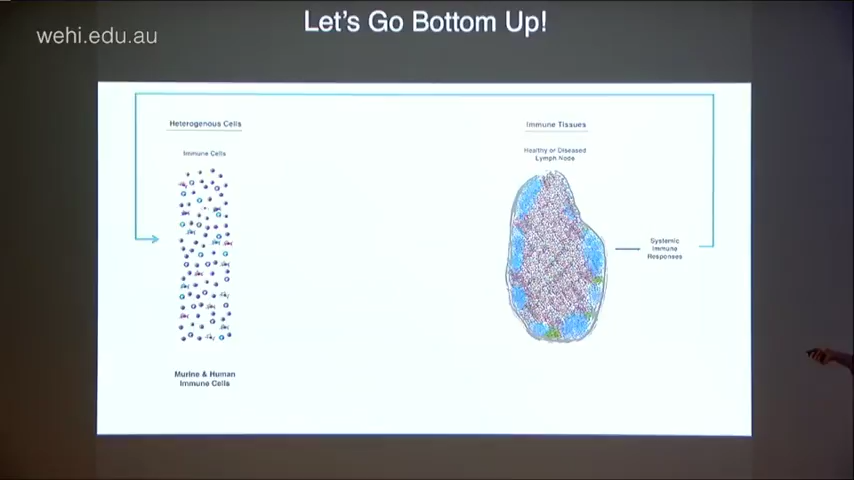 Let's Go Bottom Up!
wehi.edu.au
Heterogenous Cells
Immune Cells
Murine & Human
Immune Cells
Immune Tissues
Healthy or Diseased
Lymph Node
Systemic
Immune
Responses